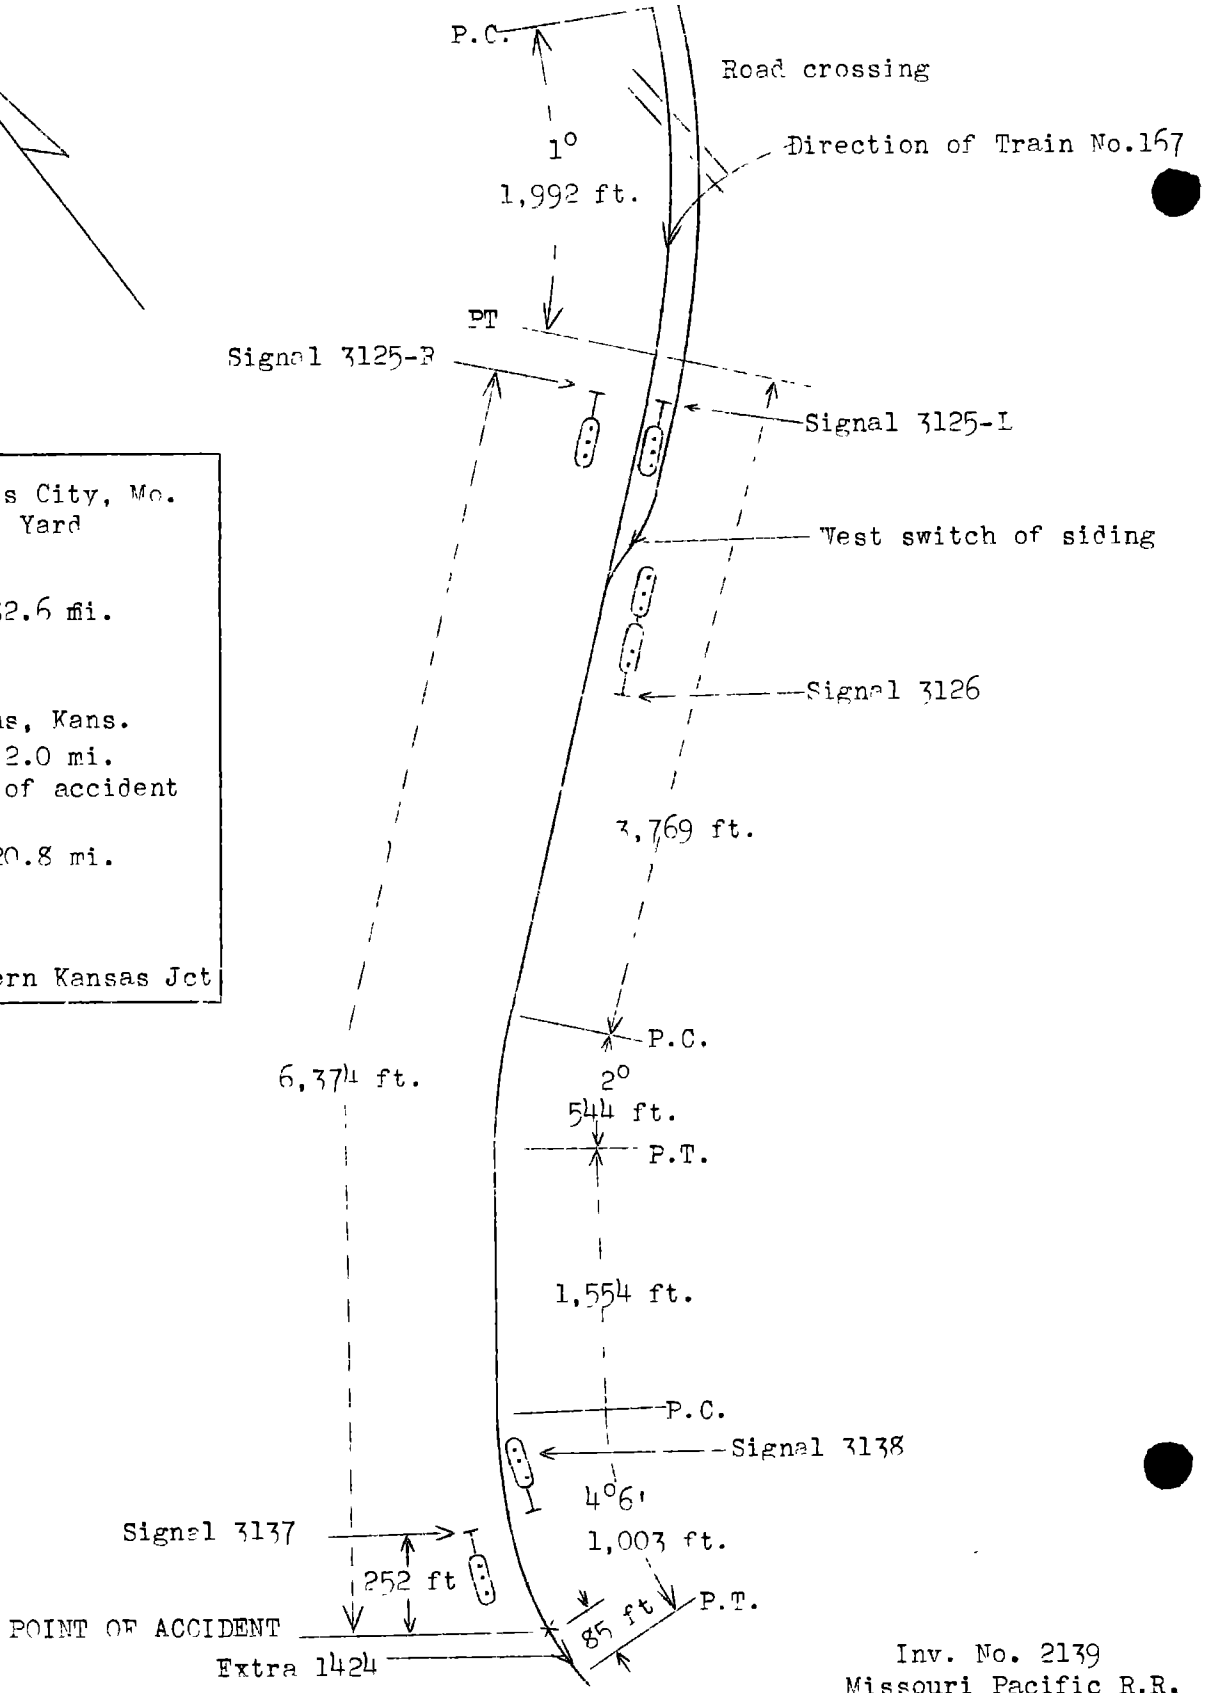 P.C.
Road crossing
Direction of Train No.167
1°
1,992 ft.
PT
Signal 3125-R
Signal 3125-L
s City, Mo.
Yard
West switch of siding
2.6 mi.
Signal 3126
s, Kans.
2.0 mi.
of accident
3,769 ft.
20.8 mi.
ern Kansas Jct
P.C.
6,374 ft.
2°
544 ft.
P.T.
1,554 ft.
P.C.
Signal 3138
4°6'
Signal 3137
1,003 ft.
252 ft
85 ft
P.T.
POINT OF ACCIDENT
Extra 1424
Inv. No. 2139
Missouri Pacific R.R.